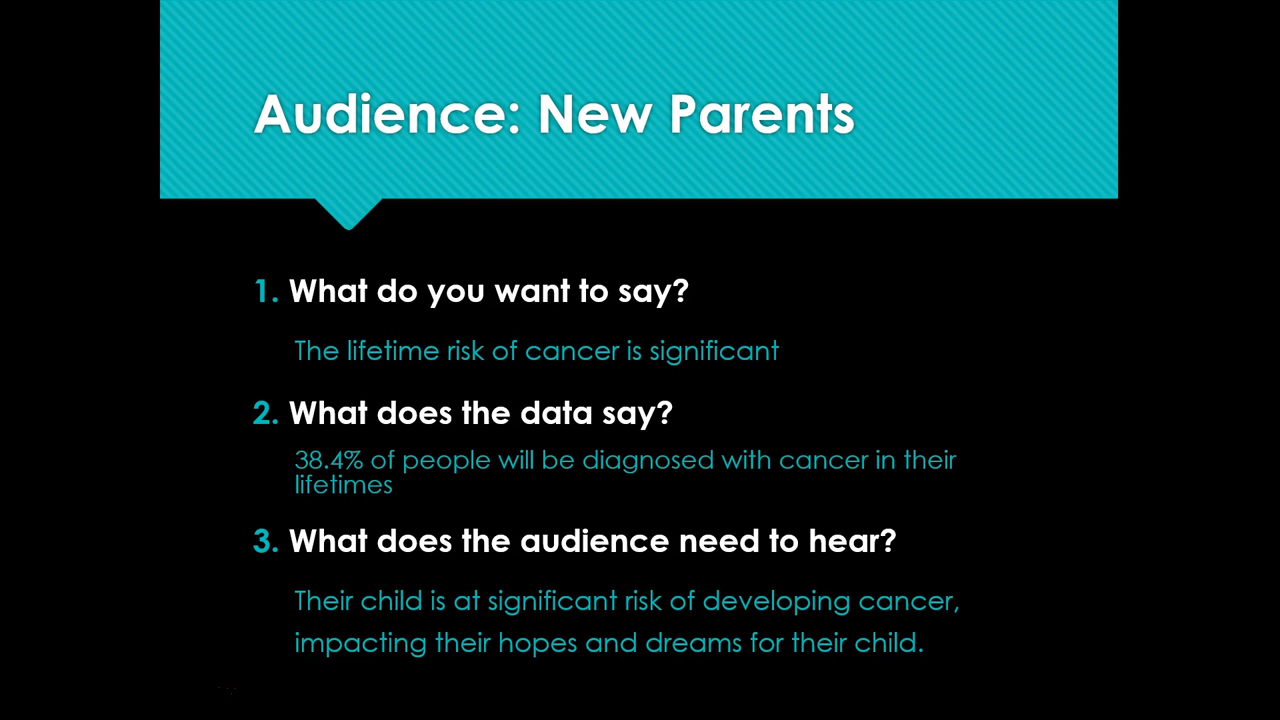 Audience: New Parents
1. What do you want to say?
The lifetime risk of cancer is significant
2. What does the data say?
38.4% of people will be diagnosed with cancer in their
lifetimes
3. What does the audience need to hear?
Their child is at significant risk of developing cancer,
impacting their hopes and dreams for their child.